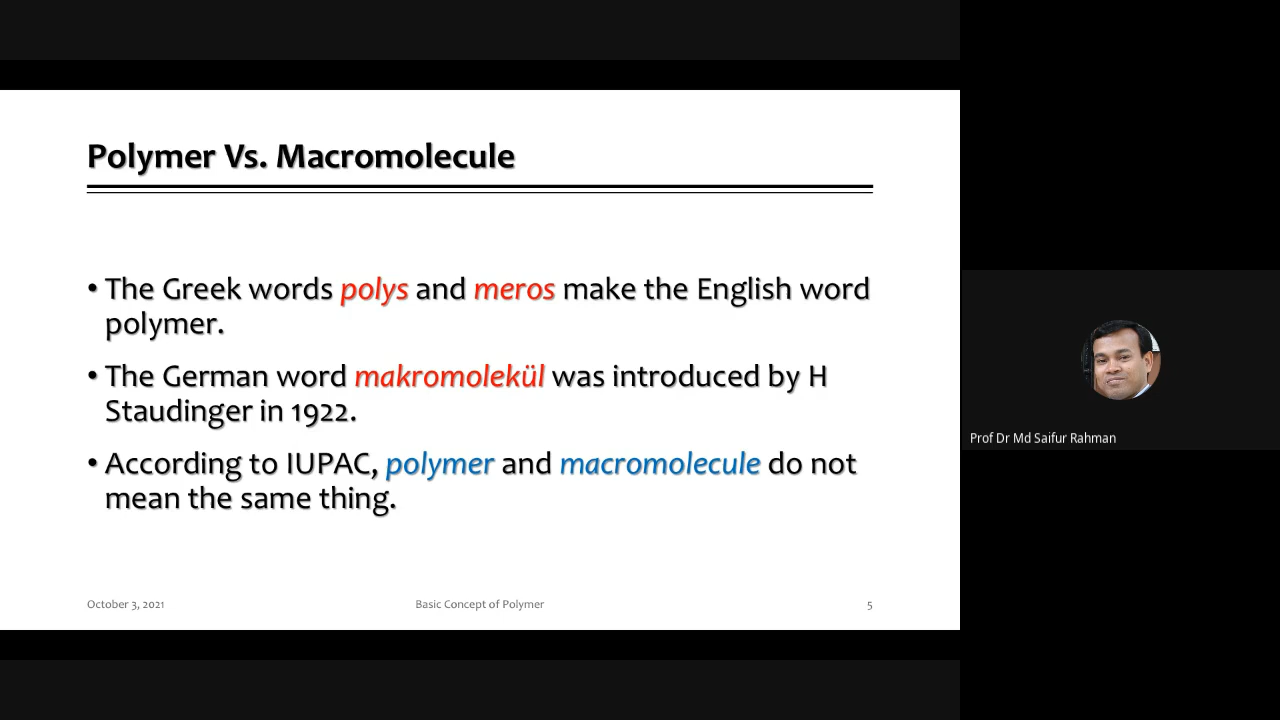 Polymer Vs. Macromolecule
• The Greek words polys and meros make the English word
polymer.
• The German word makromolekül was introduced by H
Staudinger in 1922.
• According to IUPAC, polymer and macromolecule do not
mean the same thing.
October 3, 2021
Basic Concept of Polymer
5
Prof Dr Md Saifur Rahman